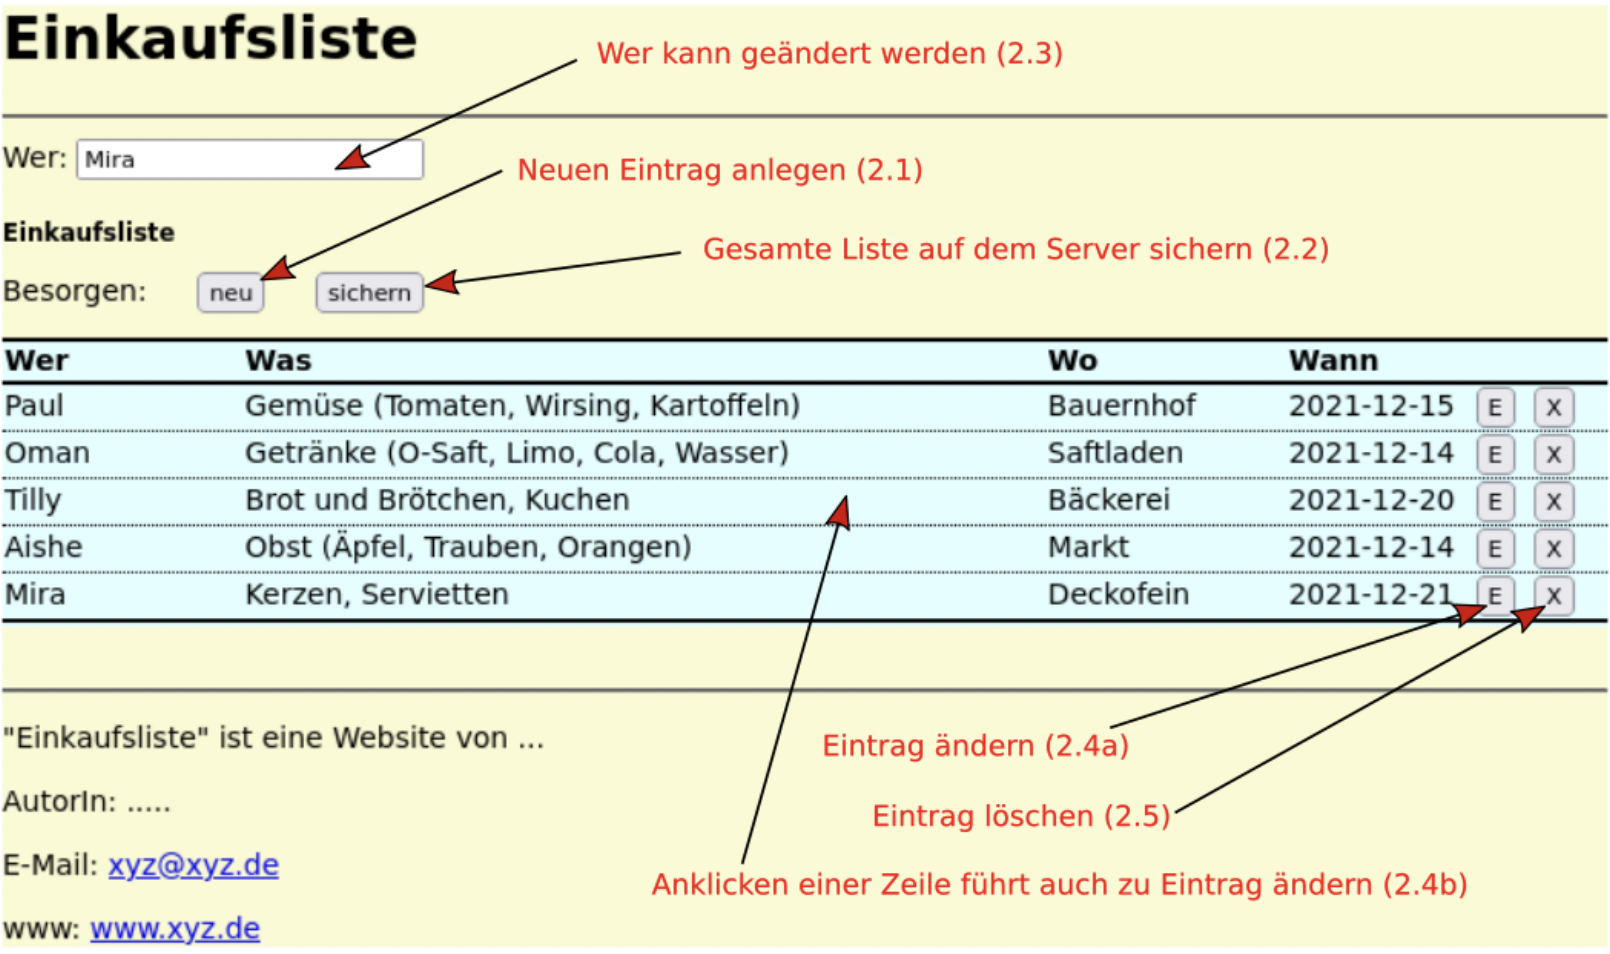 Einkaufsliste
Wer kann geändert werden (2.3)
Wer: Mira
Neuen Eintrag anlegen (2.1)
Einkaufsliste
Gesamte Liste auf dem Server sichern (2.2)
Besorgen: neu sichern
Wer Was Wo Wann
Paul Gemüse (Tomaten, Wirsing, Kartoffeln) Bauernhof 2021-12-15 E X
Oman Getränke (O-Saft, Limo, Cola, Wasser) Saftladen 2021-12-14 E X
Tilly Brot und Brötchen, Kuchen Bäckerei 2021-12-20 E X
Aishe Obst (Äpfel, Trauben, Orangen) Markt 2021-12-14 E X
Mira Kerzen, Servietten Deckofein 2021-12-21 E X
"Einkaufsliste" ist eine Website von ...
Eintrag ändern (2.4a)
AutorIn: .....
Eintrag löschen (2.5)
E-Mail: xyz@xyz.de
Anklicken einer Zeile führt auch zu Eintrag ändern (2.4b)
www: www.xyz.de